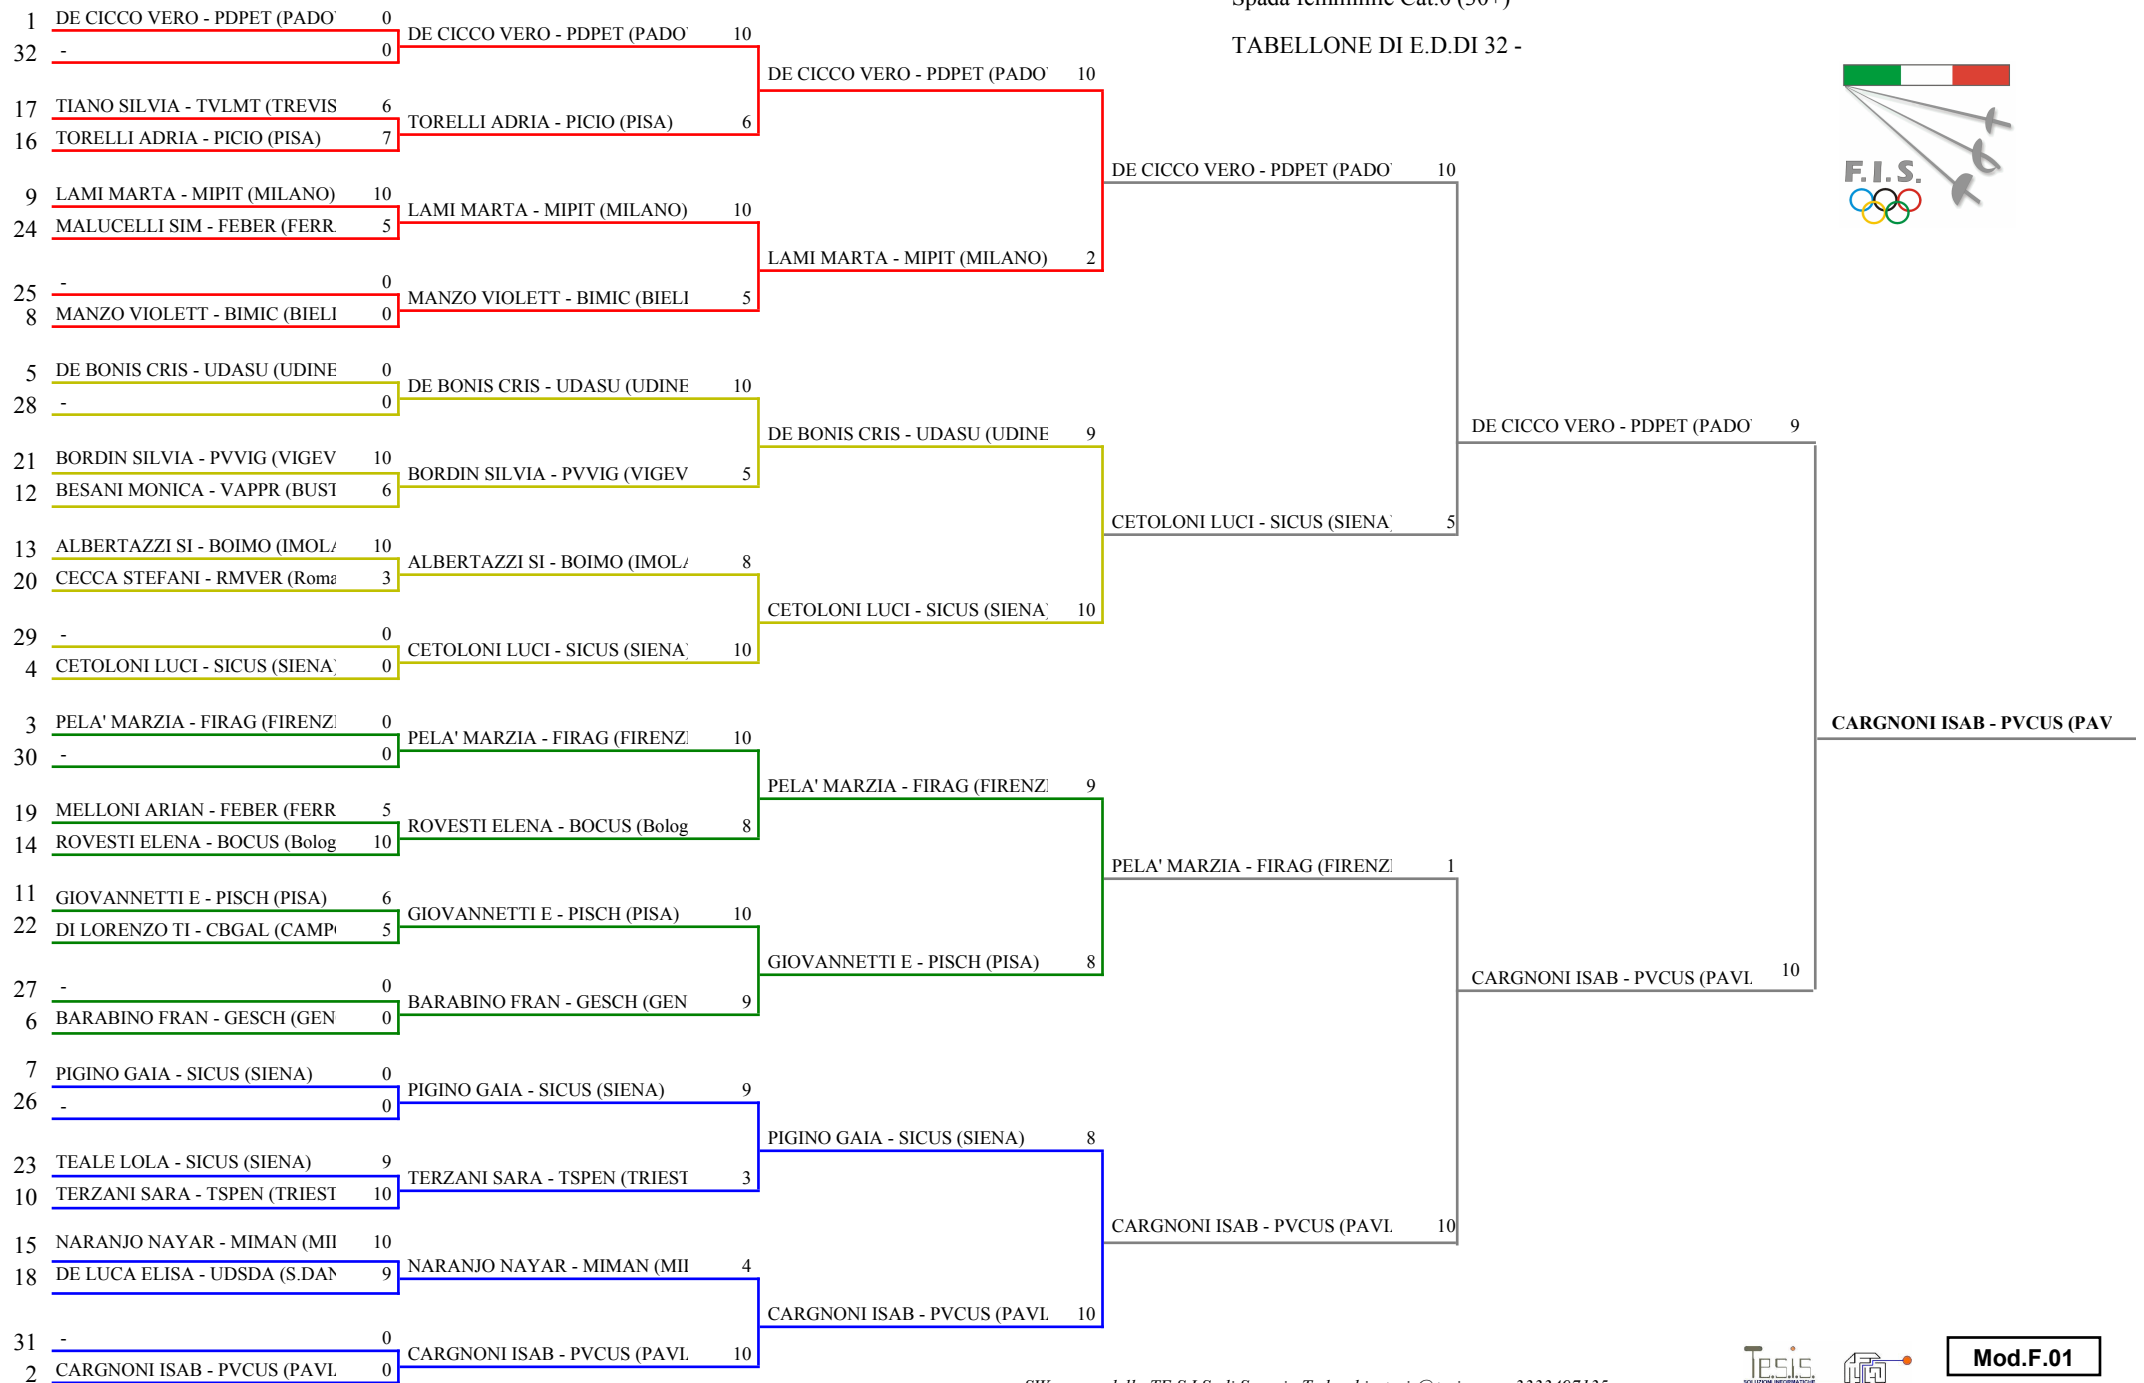 Spada femminile Cat.0 (30+)
TABELLONE DI E.D.DI 32 -
F.I.S.
1 DE CICCO VERO - PDPET (PADO 0
32 - 0
17 TIANO SILVIA - TVLMT (TREVIS 6
16 TORELLI ADRIA - PICIO (PISA) 7
9 LAMI MARTA - MIPIT (MILANO) 10
24 MALUCELLI SIM - FEBER (FERR 5
25 - 0
8 MANZO VIOLETT - BIMIC (BIELI 0
5 DE BONIS CRIS - UDASU (UDINE 0
28 - 0
21 BORDIN SILVIA - PVVIG (VIGEV 10
12 BESANI MONICA - VAPPR (BUST 6
13 ALBERTAZZI SI - BOIMO (IMOLA 10
20 CECCA STEFANI - RMVER (Roma 3
29 - 0
4 CETOLONI LUCI - SICUS (SIENA) 0
3 PELA' MARZIA - FIRAG (FIRENZ 0
30 - 0
19 MELLONI ARIAN - FEBER (FERR 5
14 ROVESTI ELENA - BOCUS (Bolog 10
11 GIOVANNETTI E - PISCH (PISA) 6
22 DI LORENZO TI - CBGAL (CAMP 5
27 - 0
6 BARABINO FRAN - GESCH (GEN 0
7 PIGINO GAIA - SICUS (SIENA) 0
26 - 0
23 TEALE LOLA - SICUS (SIENA) 9
10 TERZANI SARA - TSPEN (TRIEST 10
15 NARANJO NAYAR - MIMAN (MII 10
18 DE LUCA ELISA - UDSDA (S.DAN 9
31 - 0
2 CARGNONI ISAB - PVCUS (PAVI 0
DE CICCO VERO - PDPET (PADO 10
TORELLI ADRIA - PICIO (PISA) 6
LAMI MARTA - MIPIT (MILANO) 10
MANZO VIOLETT - BIMIC (BIELI 5
DE BONIS CRIS - UDASU (UDINE 10
BORDIN SILVIA - PVVIG (VIGEV 5
ALBERTAZZI SI - BOIMO (IMOLA 8
CETOLONI LUCI - SICUS (SIENA) 10
PELA' MARZIA - FIRAG (FIRENZ 10
ROVESTI ELENA - BOCUS (Bolog 8
GIOVANNETTI E - PISCH (PISA) 10
BARABINO FRAN - GESCH (GEN 9
PIGINO GAIA - SICUS (SIENA) 9
TERZANI SARA - TSPEN (TRIEST 3
NARANJO NAYAR - MIMAN (MII 4
CARGNONI ISAB - PVCUS (PAVI 10
DE CICCO VERO - PDPET (PADO 10
LAMI MARTA - MIPIT (MILANO) 2
DE BONIS CRIS - UDASU (UDINE 9
CETOLONI LUCI - SICUS (SIENA 10
PELA' MARZIA - FIRAG (FIRENZ 9
GIOVANNETTI E - PISCH (PISA) 8
PIGINO GAIA - SICUS (SIENA) 8
CARGNONI ISAB - PVCUS (PAVI 10
DE CICCO VERO - PDPET (PADO 10
CETOLONI LUCI - SICUS (SIENA) 5
PELA' MARZIA - FIRAG (FIRENZ 1
CARGNONI ISAB - PVCUS (PAVI 10
DE CICCO VERO - PDPET (PADO 9
CARGNONI ISAB - PVCUS (PAVI 10
CARGNONI ISAB - PVCUS (PAV
Tesis
SOLUZIONI INFORMATICHE
Mod.F.01